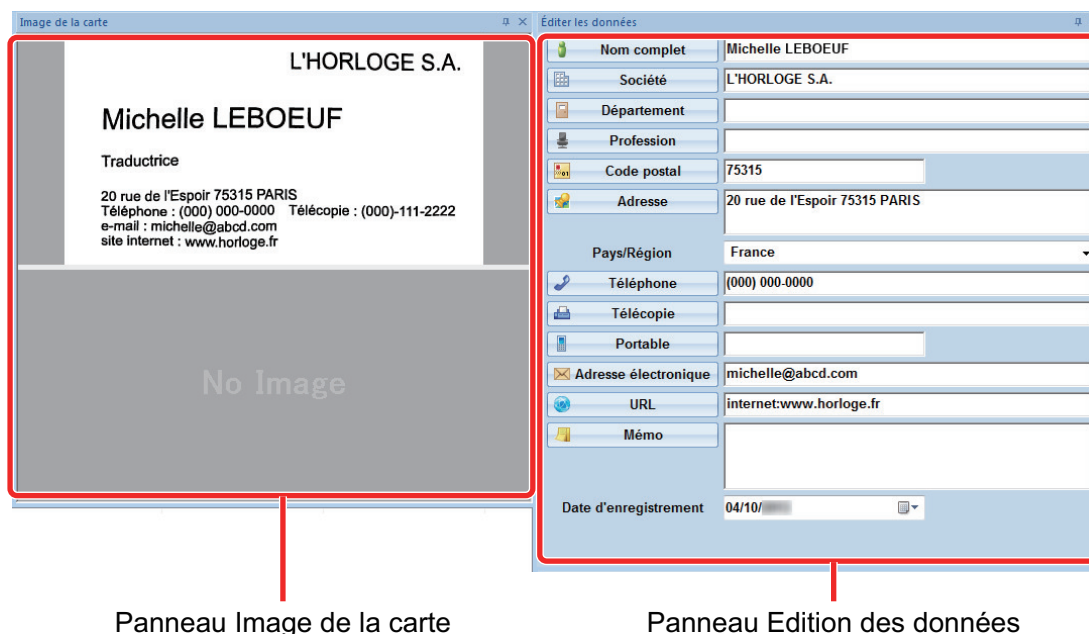 Image de la carte
L'HORLOGE S.A.
Michelle LEBOEUF
Traductrice
20 rue de l'Espoir 75315 PARIS
Téléphone : (000) 000-0000 Télécopie : (000)-111-2222
e-mail : michelle@abcd.com
site internet : www.horloge.fr
No Image
Éditer les données
Nom complet Michelle LEBOEUF
Société L'HORLOGE S.A.
Département
Profession
Code postal 75315
Adresse 20 rue de l'Espoir 75315 PARIS
Pays/Région France
Téléphone (000) 000-0000
Télécopie
Portable
Adresse électronique michelle@abcd.com
URL internet:www.horloge.fr
Mémo
Date d'enregistrement 04/10/
Panneau Image de la carte
Panneau Edition des données